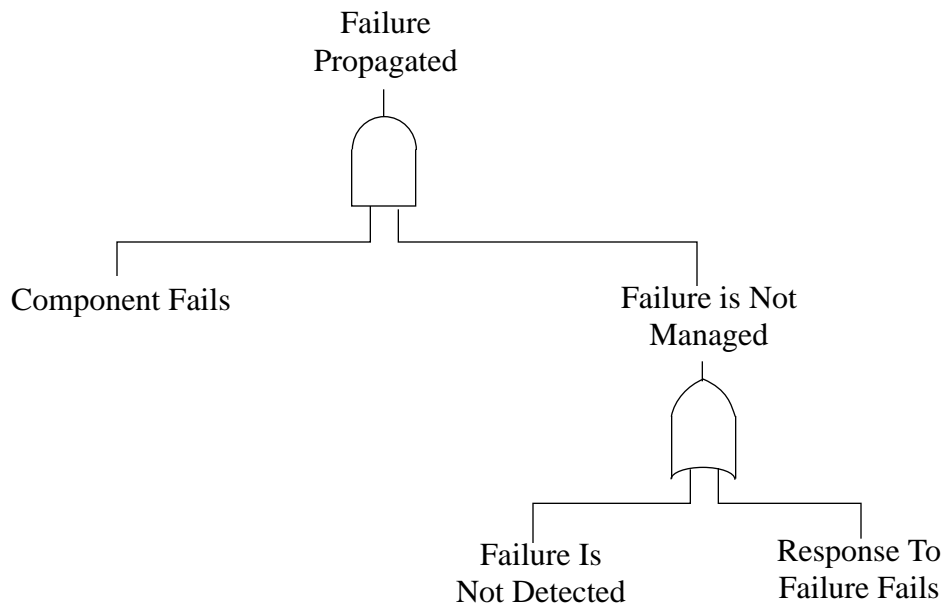 Failure
Propagated
Component Fails
Failure is Not
Managed
Failure Is
Not Detected
Response To
Failure Fails